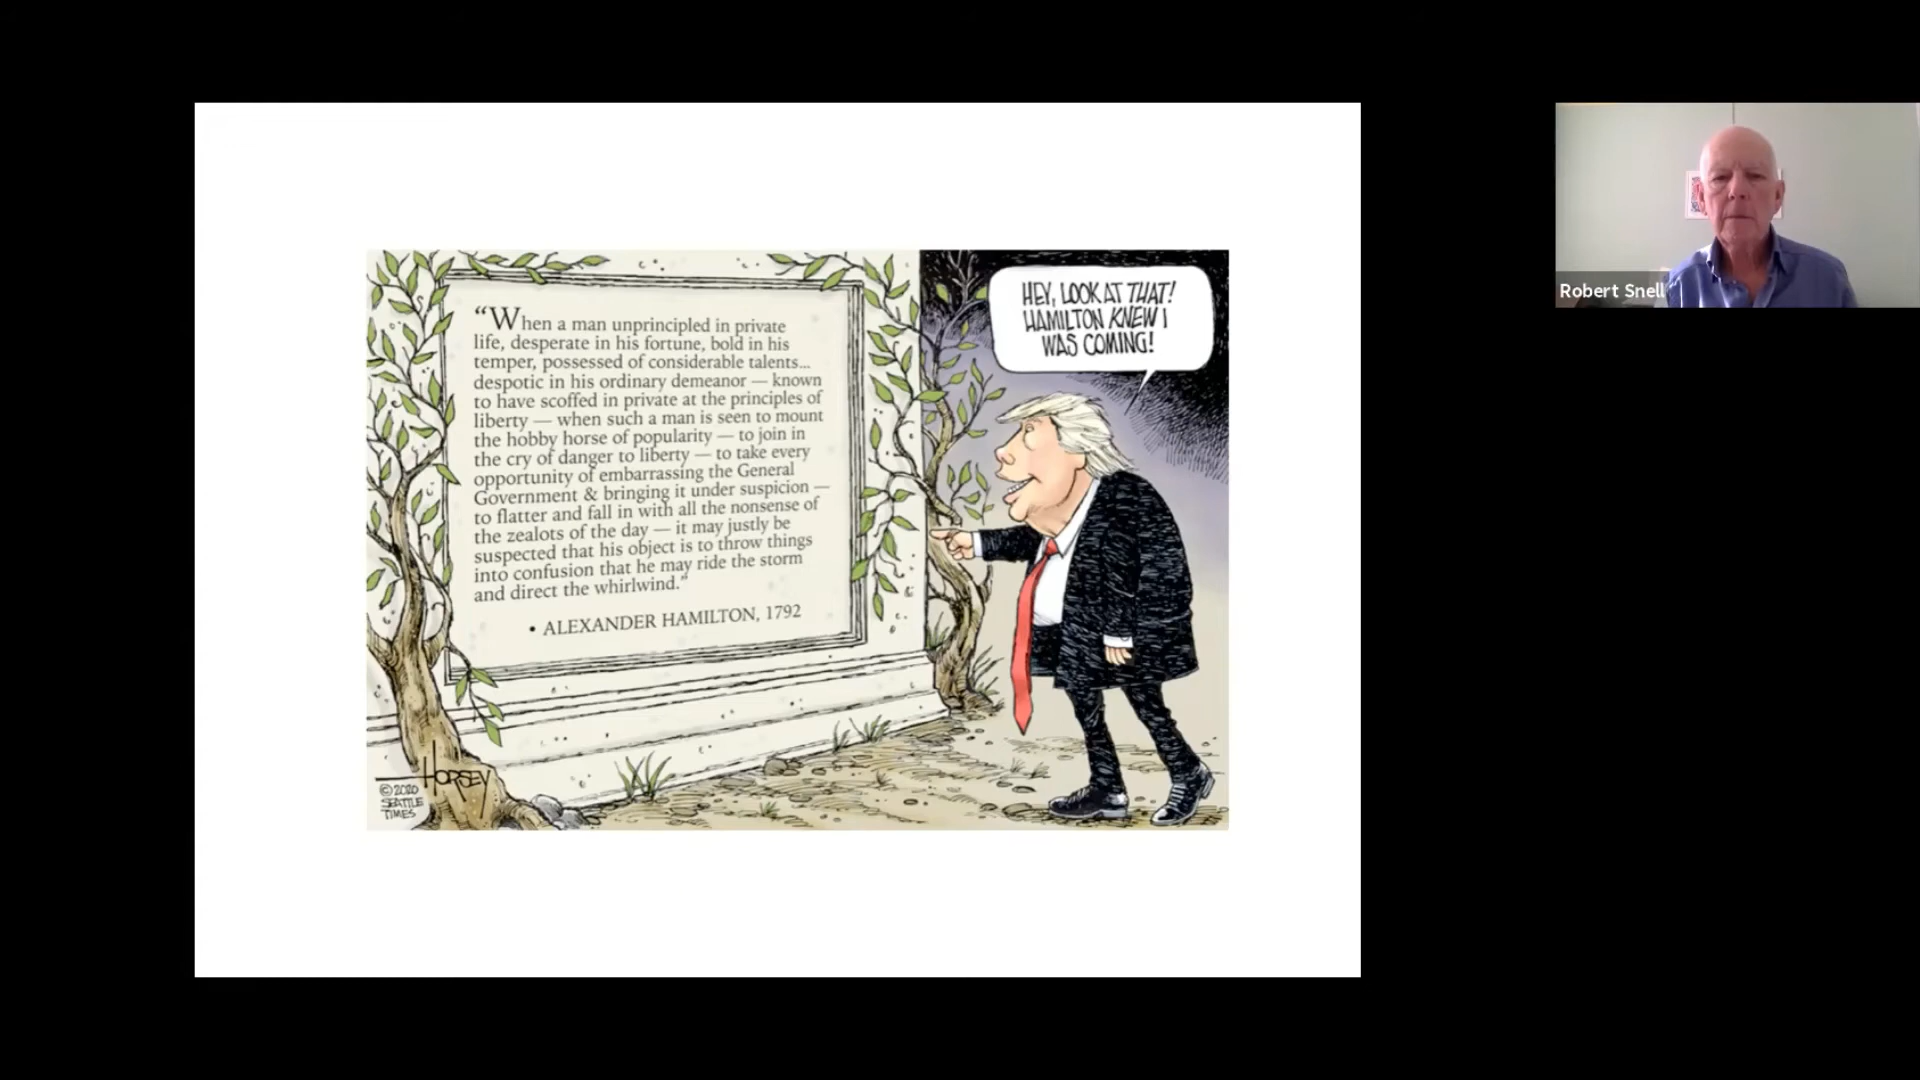 “When a man unprincipled in private
life, desperate in his fortune, bold in his
temper, possessed of considerable talents...
despotic in his ordinary demeanor — known
to have scoffed in private at the principles of
liberty — when such a man is seen to mount
the hobby horse of popularity — to join in
the cry of danger to liberty — to take every
opportunity of embarrassing the General
Government & bringing it under suspicion —
to flatter and fall in with all the nonsense of
the zealots of the day — it may justly be
suspected that his object is to throw things
into confusion that he may ride the storm
and direct the whirlwind.”
• ALEXANDER HAMILTON, 1792
HEY, LOOK AT THAT!
HAMILTON KNEW I
WAS COMING!
HORSEY
©2020
SEATTLE
TIMES
Robert Snell